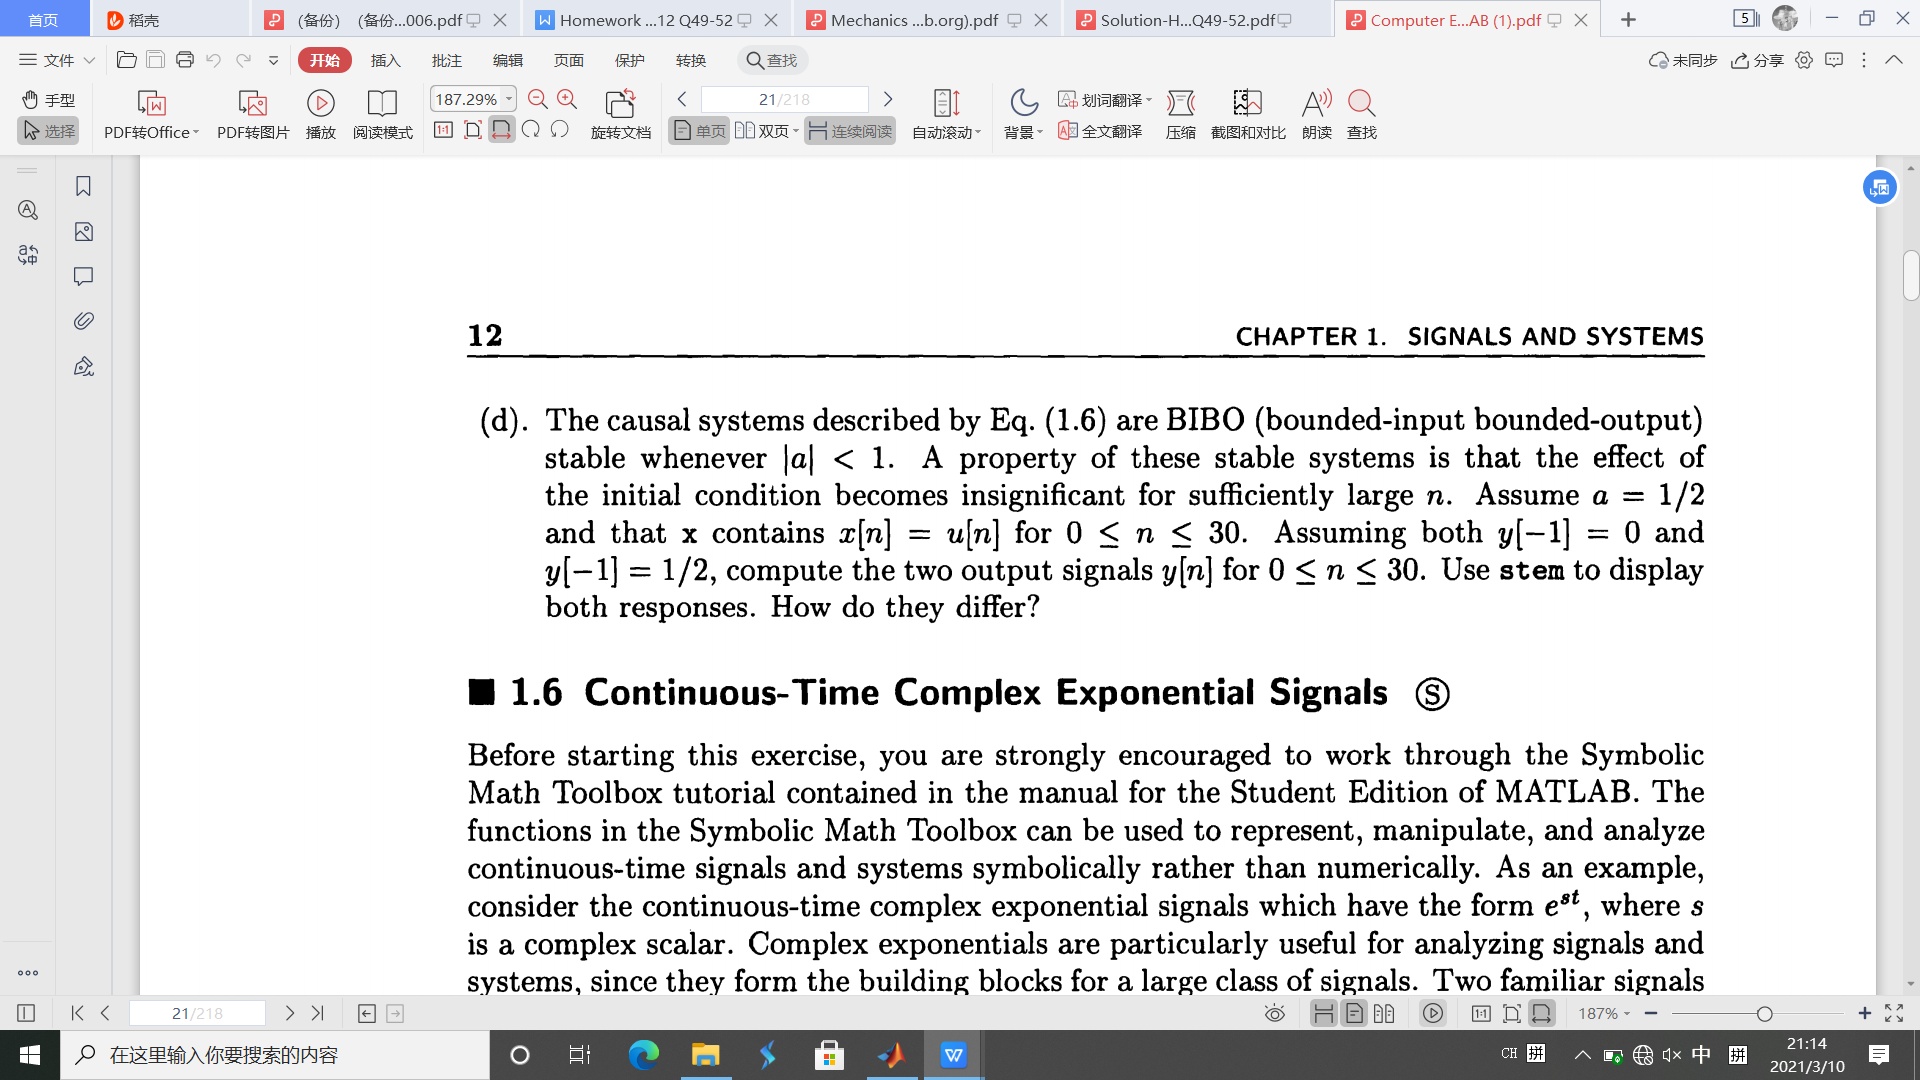 首页
稻壳
(备份) (备份...006.pdf
Homework ...12 Q49-52
Mechanics ...b.org).pdf
Solution-H...Q49-52.pdf
Computer E...AB (1).pdf
5
文件
开始
插入
批注
编辑
页面
保护
转换
查找
未同步
分享
手型
选择
PDF转Office
PDF转图片
播放
阅读模式
187.29%
1:1
旋转文档
21/218
单页
双页
连续阅读
自动滚动
背景
划词翻译
全文翻译
压缩
截图和对比
朗读
查找
12 CHAPTER 1. SIGNALS AND SYSTEMS
(d). The causal systems described by Eq. (1.6) are BIBO (bounded-input bounded-output)
stable whenever |a| < 1. A property of these stable systems is that the effect of
the initial condition becomes insignificant for sufficiently large n. Assume a = 1/2
and that x contains x[n] = u[n] for 0 ≤ n ≤ 30. Assuming both y[−1] = 0 and
y[−1] = 1/2, compute the two output signals y[n] for 0 ≤ n ≤ 30. Use stem to display
both responses. How do they differ?
■ 1.6 Continuous-Time Complex Exponential Signals Ⓢ
Before starting this exercise, you are strongly encouraged to work through the Symbolic
Math Toolbox tutorial contained in the manual for the Student Edition of MATLAB. The
functions in the Symbolic Math Toolbox can be used to represent, manipulate, and analyze
continuous-time signals and systems symbolically rather than numerically. As an example,
consider the continuous-time complex exponential signals which have the form e^{st}, where s
is a complex scalar. Complex exponentials are particularly useful for analyzing signals and
systems, since they form the building blocks for a large class of signals. Two familiar signals
21/218
1:1
187%
在这里输入你要搜索的内容
CH 拼
中
拼
21:14
2021/3/10